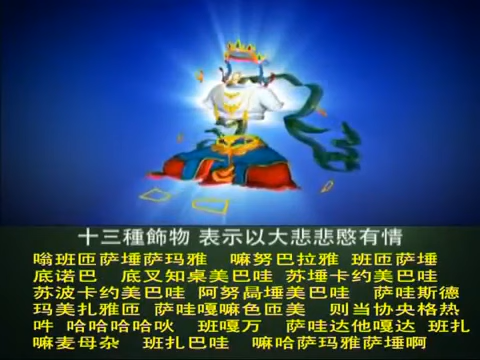 十三種飾物 表示以大悲悲愍有情
嗡班匝萨埵萨玛雅 嘛努巴拉雅 班匝萨埵
底诺巴 底叉知桌美巴哇 苏埵卡约美巴哇
苏波卡约美巴哇 阿努曷埵美巴哇 萨哇斯德
玛美扎雅匝 萨哇嘎嘛色匝美 则当协央格热
吽 哈哈哈哈吙 班嘎万 萨哇达他嘎达 班扎
嘛麦母杂 班扎巴哇 嘛哈萨玛雅萨埵啊